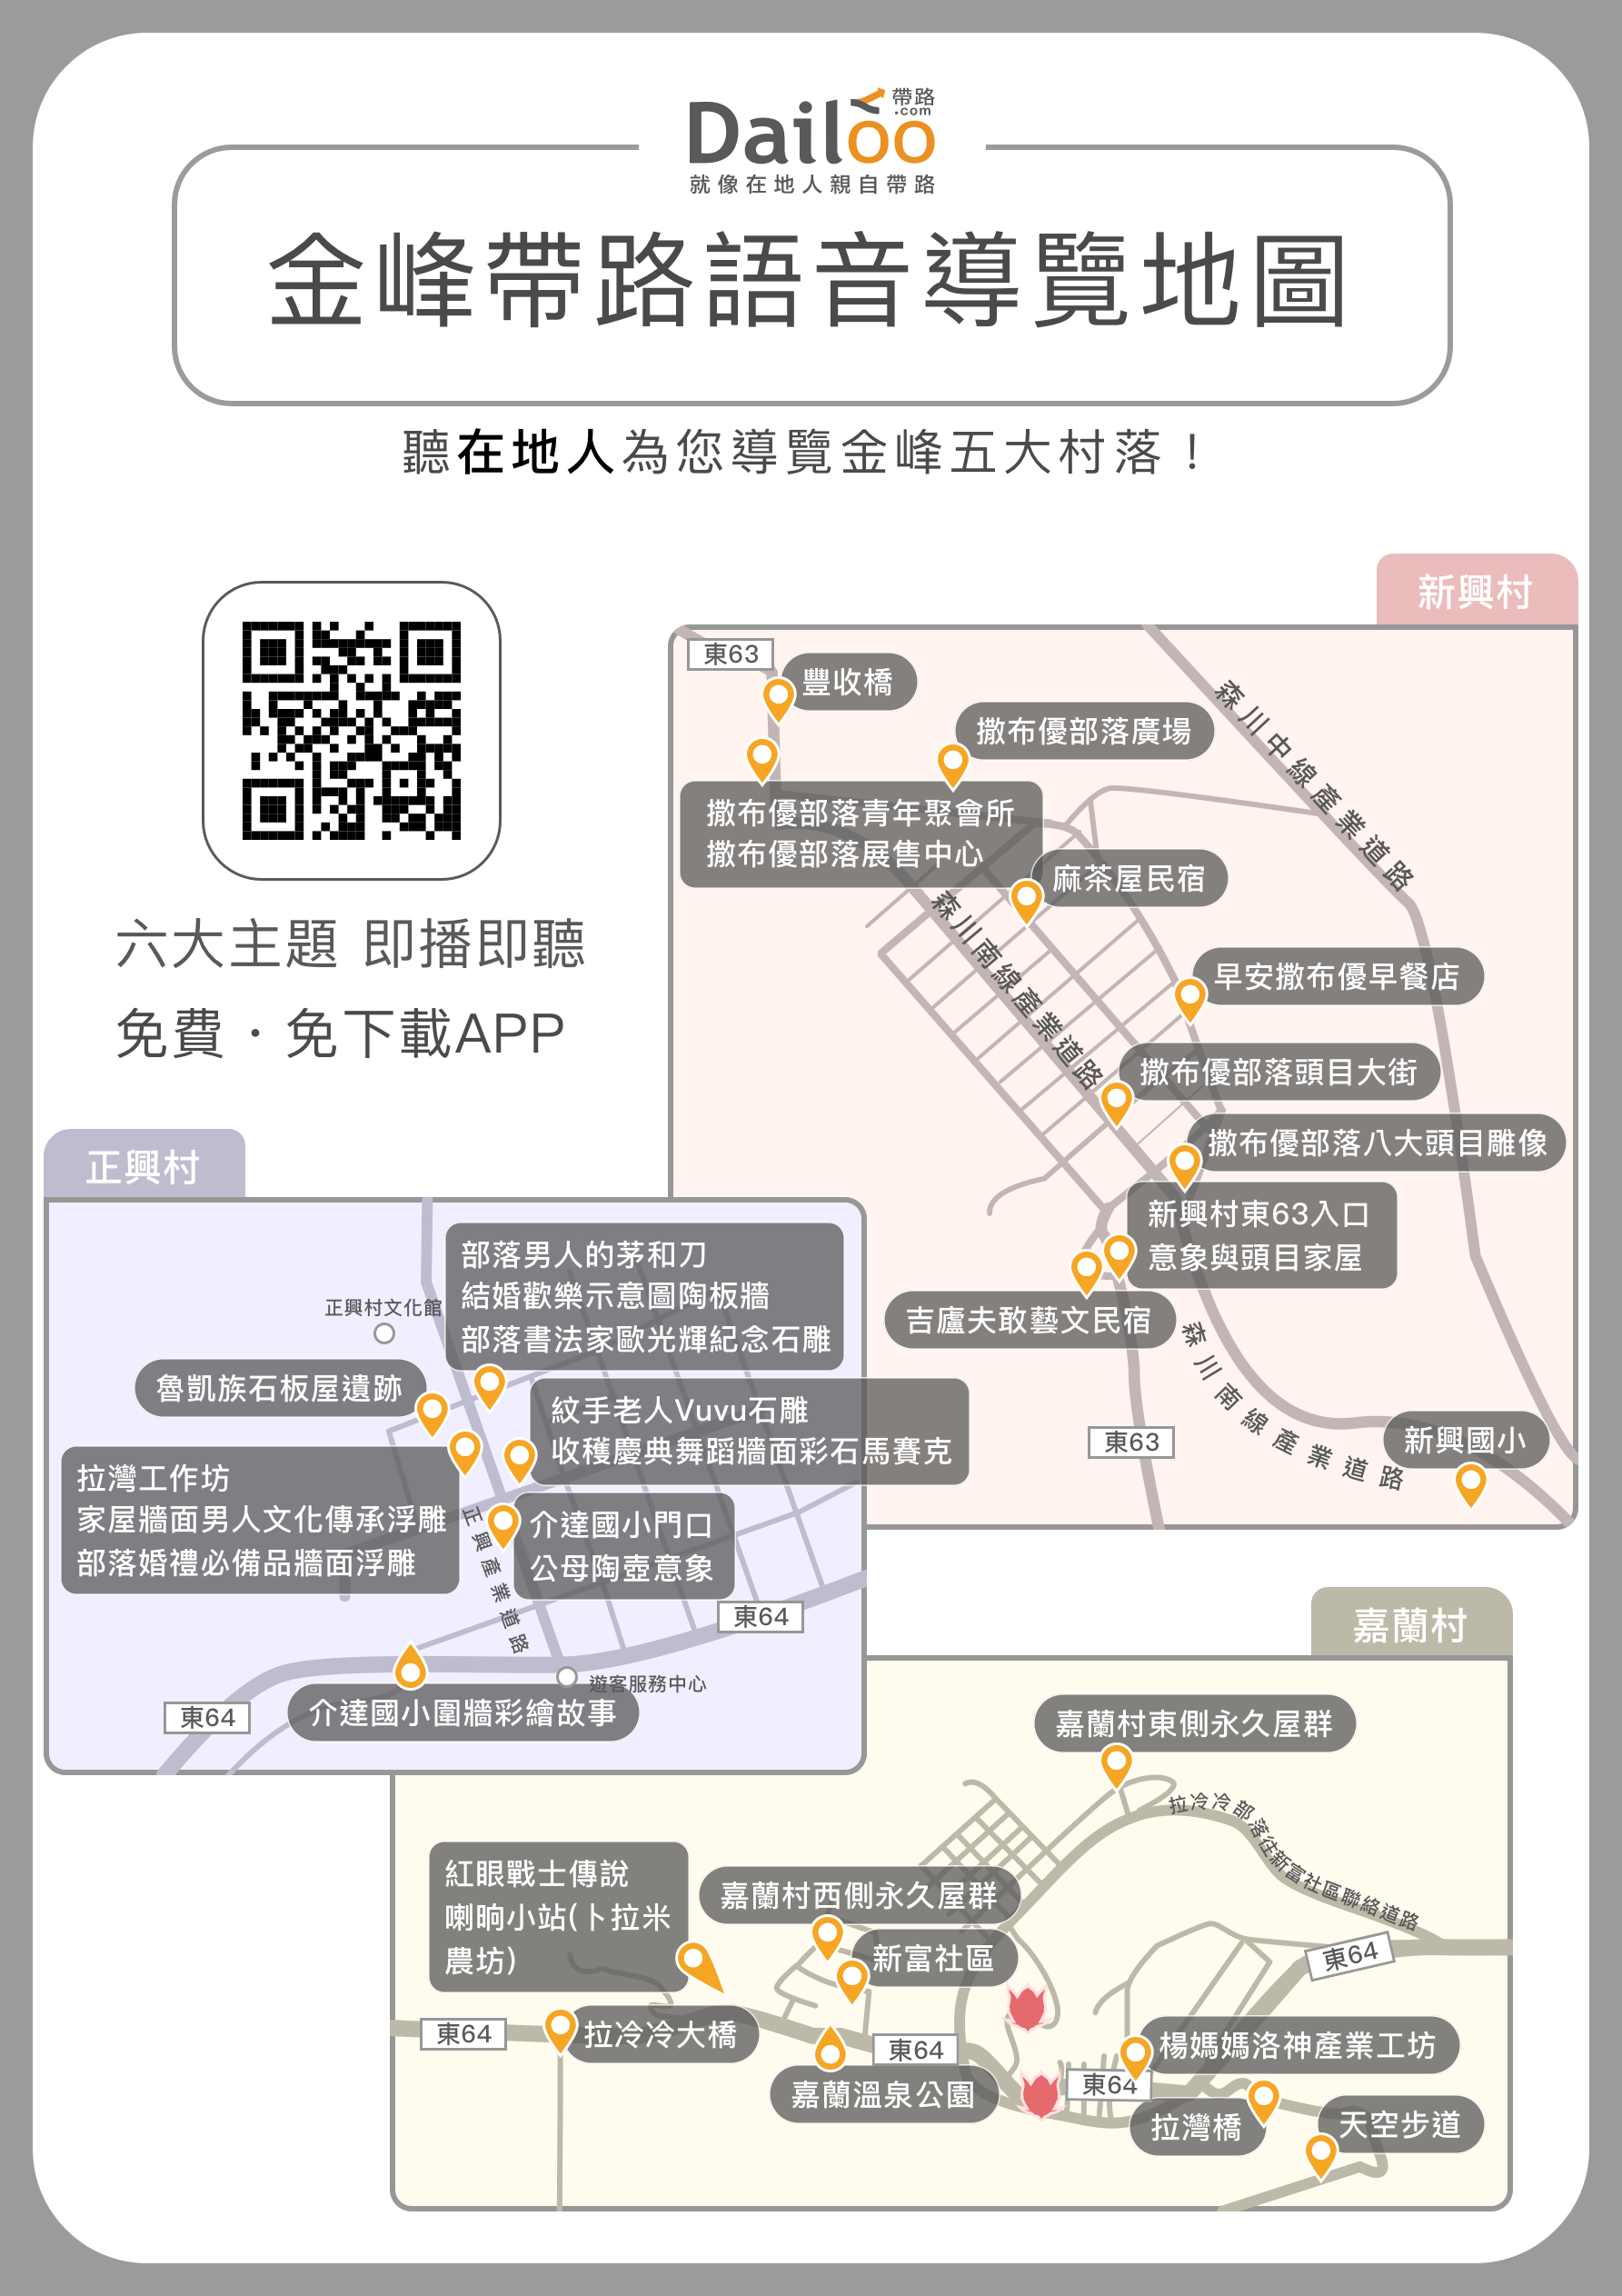 Dailoo
帶路
.com
就像在地人親自帶路
金峰帶路語音導覽地圖
聽在地人為您導覽金峰五大村落！
六大主題 即播即聽
免費・免下載APP
新興村
東63
豐收橋
撒布優部落廣場
森川中線產業道路
撒布優部落青年聚會所
撒布優部落展售中心
麻茶屋民宿
森川南線產業道路
早安撒布優早餐店
撒布優部落頭目大街
撒布優部落八大頭目雕像
新興村東63入口
意象與頭目家屋
吉廬夫敢藝文民宿
森川南線產業道路
東63
新興國小
正興村
部落男人的茅和刀
結婚歡樂示意圖陶板牆
部落書法家歐光輝紀念石雕
正興村文化館
魯凱族石板屋遺跡
紋手老人Vuvu石雕
收穫慶典舞蹈牆面彩石馬賽克
拉灣工作坊
家屋牆面男人文化傳承浮雕
部落婚禮必備品牆面浮雕
正興產業道路
介達國小門口
公母陶壺意象
東64
遊客服務中心
東64
介達國小圍牆彩繪故事
嘉蘭村
嘉蘭村東側永久屋群
拉冷冷部落往新富社區聯絡道路
紅眼戰士傳說
喇晌小站(卜拉米
農坊)
嘉蘭村西側永久屋群
新富社區
東64
東64
拉冷冷大橋
東64
嘉蘭溫泉公園
楊媽媽洛神產業工坊
東64
拉灣橋
天空步道